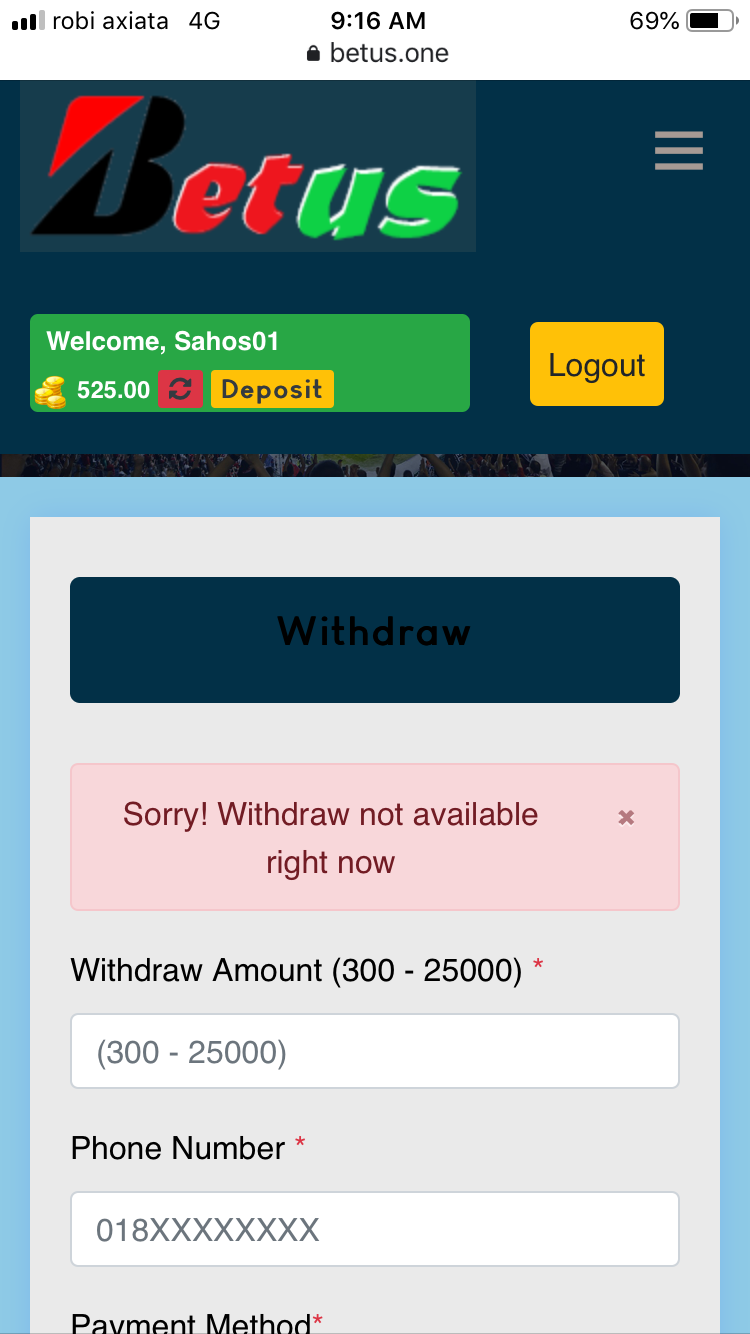 robi axiata 4G 9:16 AM 69%
betus.one
Betus
Welcome, Sahos01
525.00 Deposit
Logout
Withdraw
Sorry! Withdraw not available
right now
×
Withdraw Amount (300 - 25000) *
(300 - 25000)
Phone Number *
018XXXXXXXX
Payment Method*